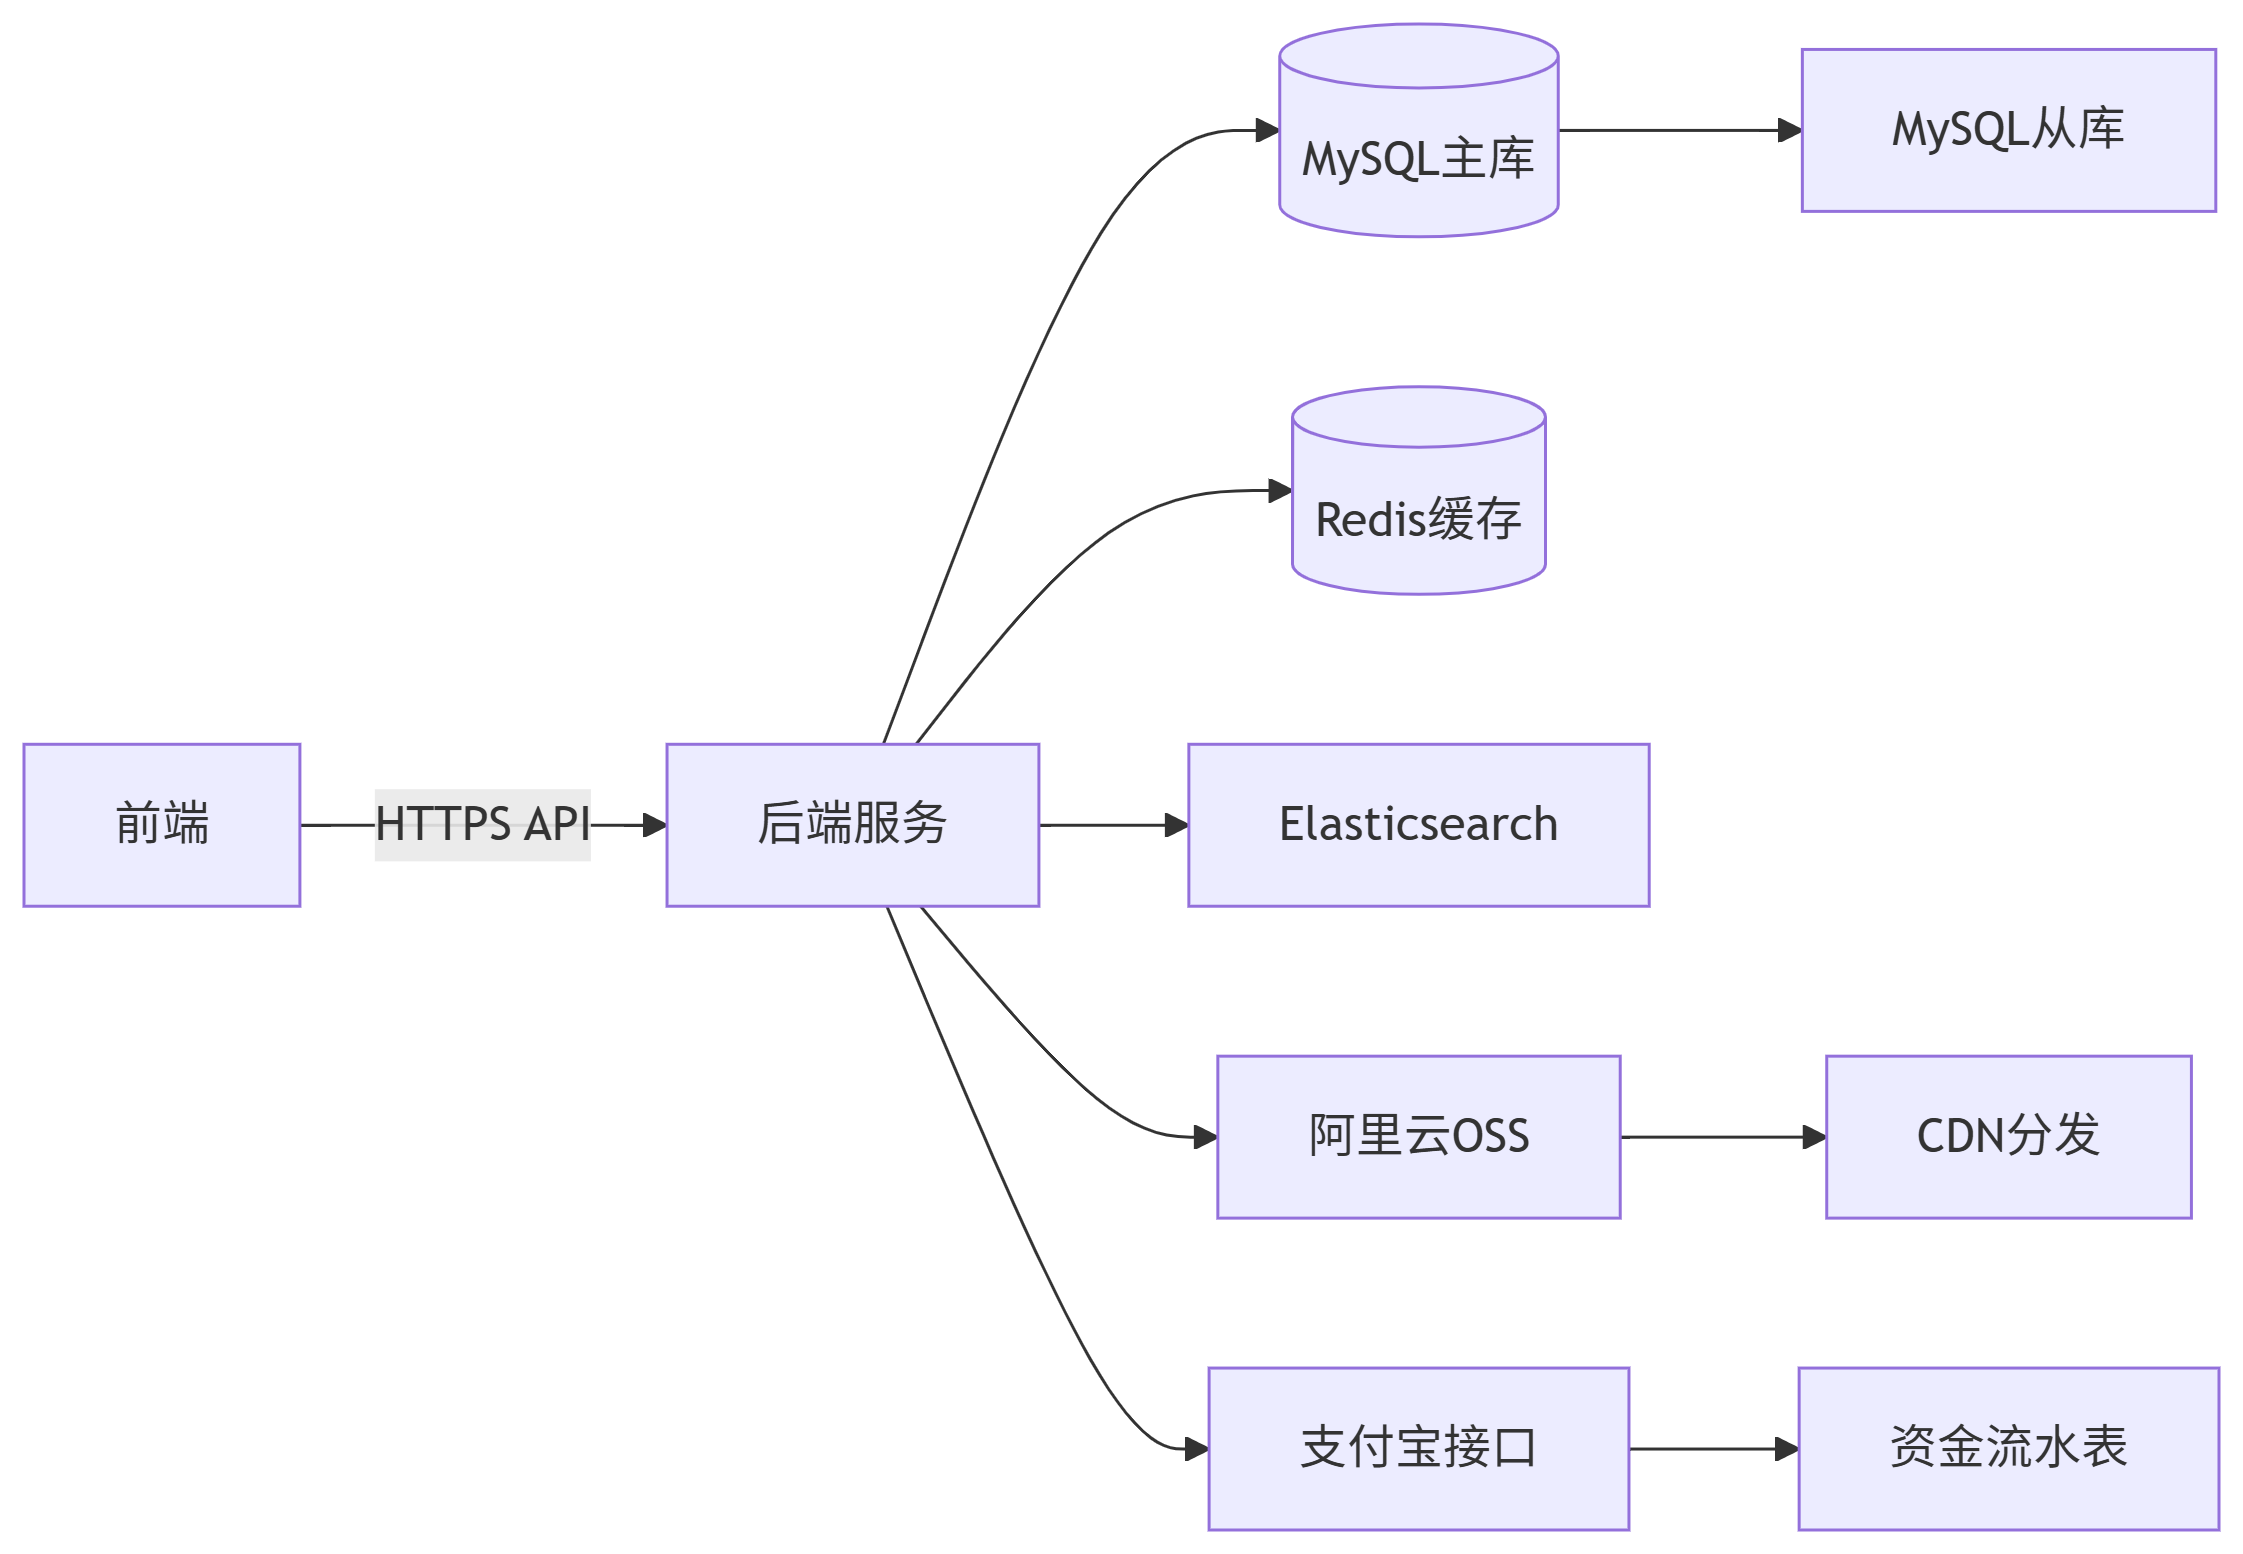 MySQL主库
MySQL从库
Redis缓存
前端
HTTPS API
后端服务
Elasticsearch
阿里云OSS
CDN分发
支付宝接口
资金流水表